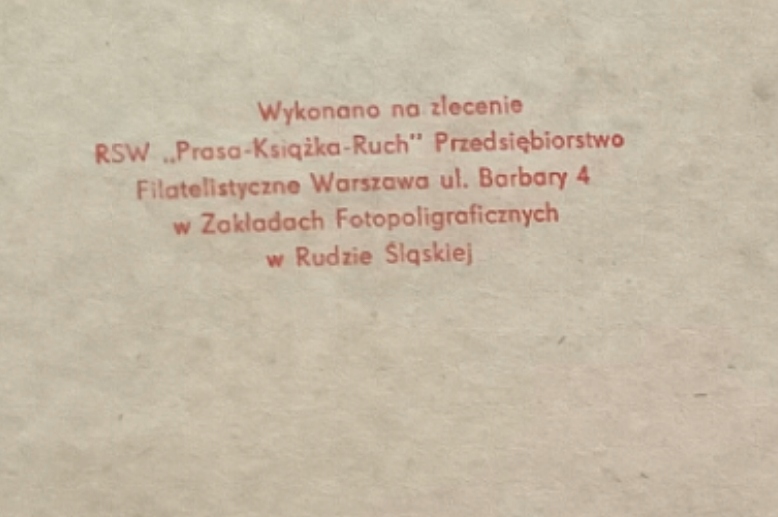 Wykonano na zlecenie
RSW „Prasa-Książka-Ruch” Przedsiębiorstwo
Filatelistyczne Warszawa ul. Barbary 4
w Zakładach Fotopoligraficznych
w Rudzie Śląskiej